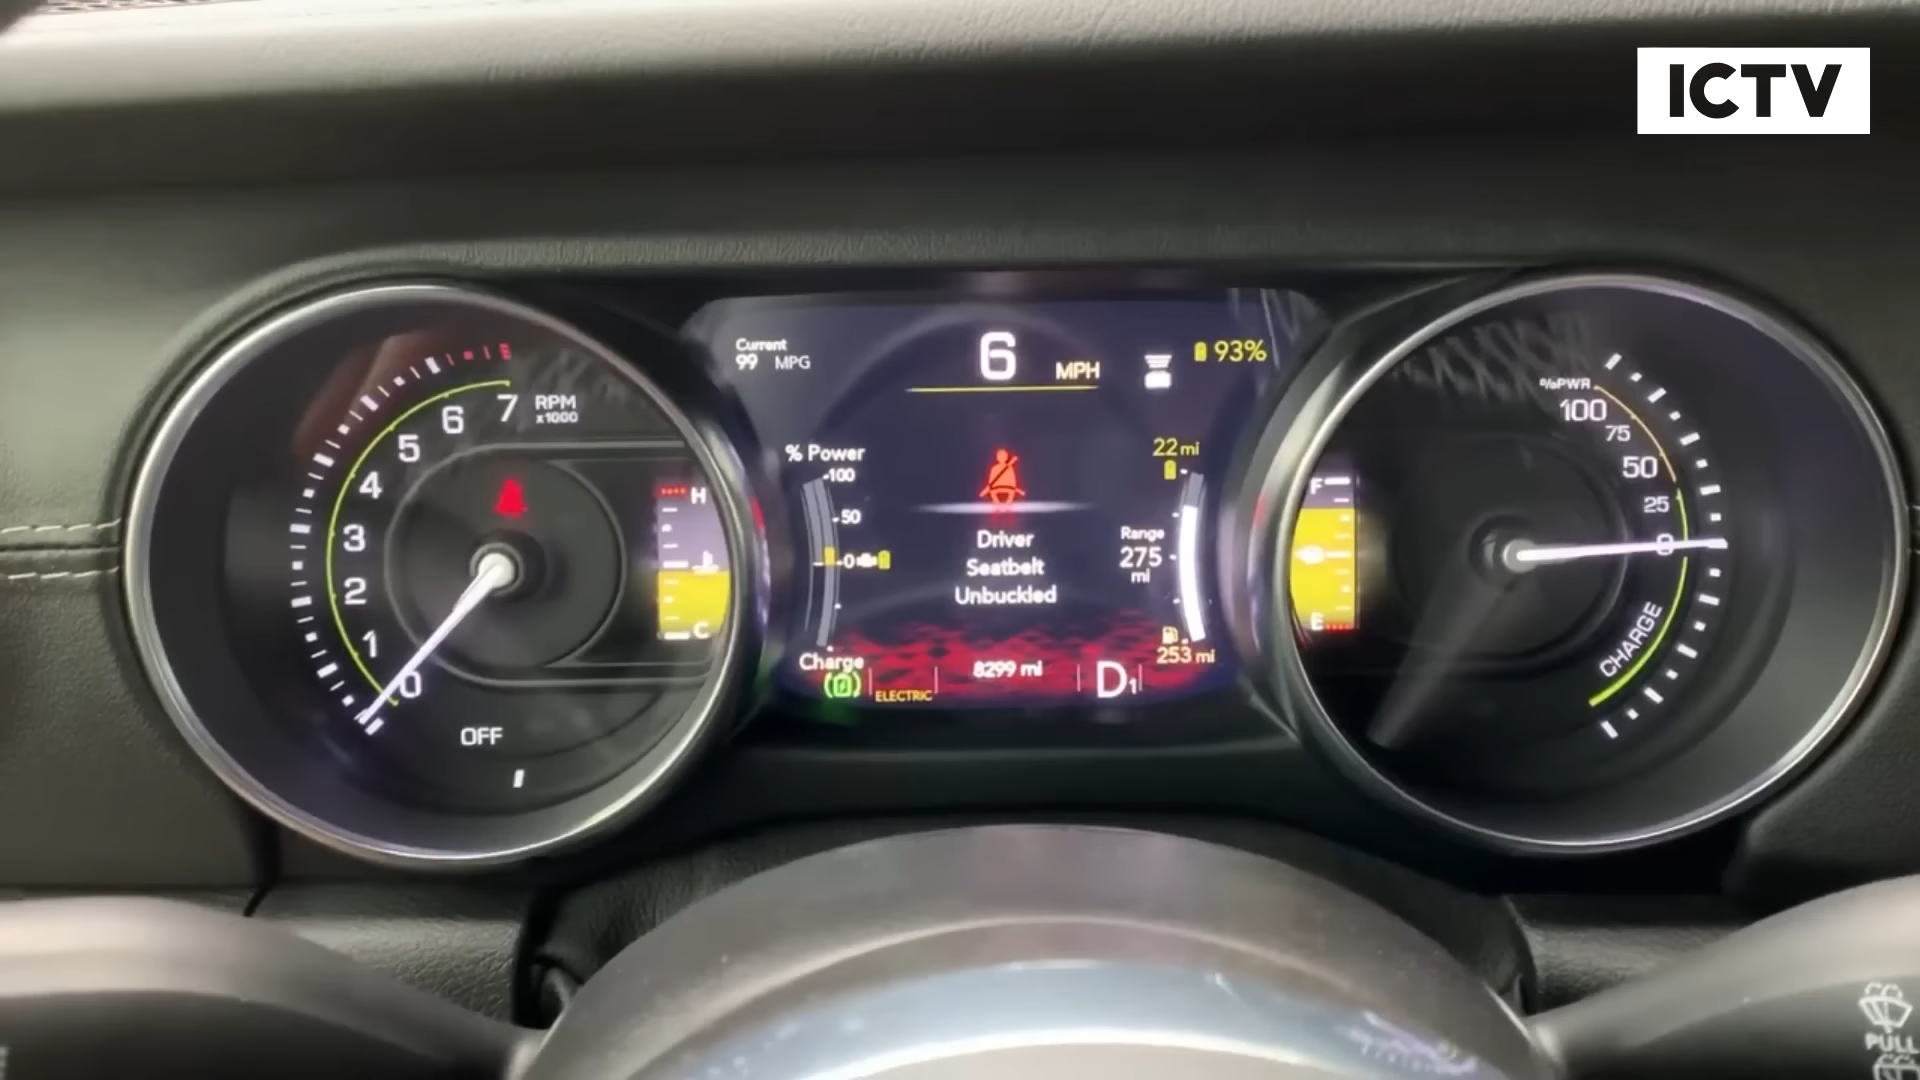 ICTV
Current
99 MPG
6 MPH
93%
7 RPM
x1000
6
5
4
3
2
1
0
OFF
H
C
% Power
100
50
0
Charge
ELECTRIC
Driver
Seatbelt
Unbuckled
8299 mi
D1
22 mi
Range
275
mi
253 mi
F
E
%PWR
100
75
50
25
0
CHARGE
PULL